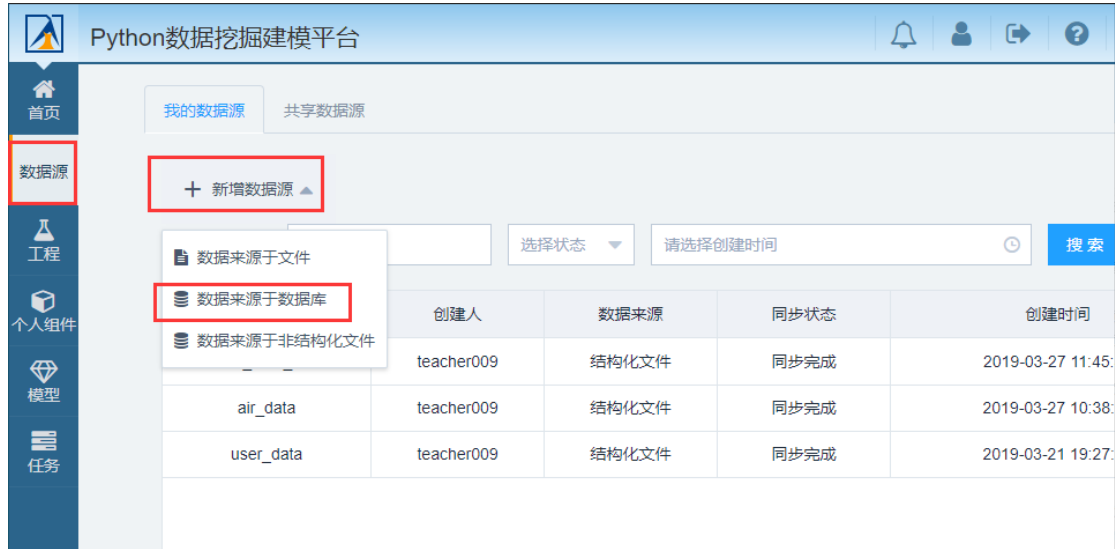 Python数据挖掘建模平台
首页
数据源
工程
个人组件
模型
任务
我的数据源 共享数据源
新增数据源
数据来源于文件
数据来源于数据库
数据来源于非结构化文件
选择状态 请选择创建时间 搜索
创建人 数据来源 同步状态 创建时间
teacher009 结构化文件 同步完成 2019-03-27 11:45:
air_data teacher009 结构化文件 同步完成 2019-03-27 10:38:
user_data teacher009 结构化文件 同步完成 2019-03-21 19:27: